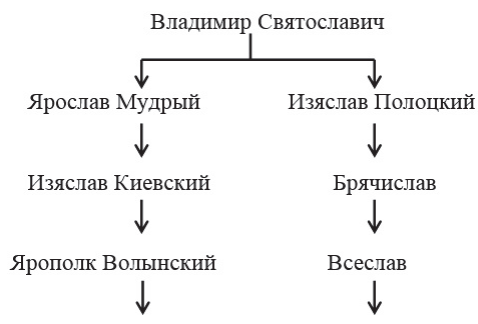 Владимир Святославич
Ярослав Мудрый
Изяслав Полоцкий
Изяслав Киевский
Брячислав
Ярополк Волынский
Всеслав